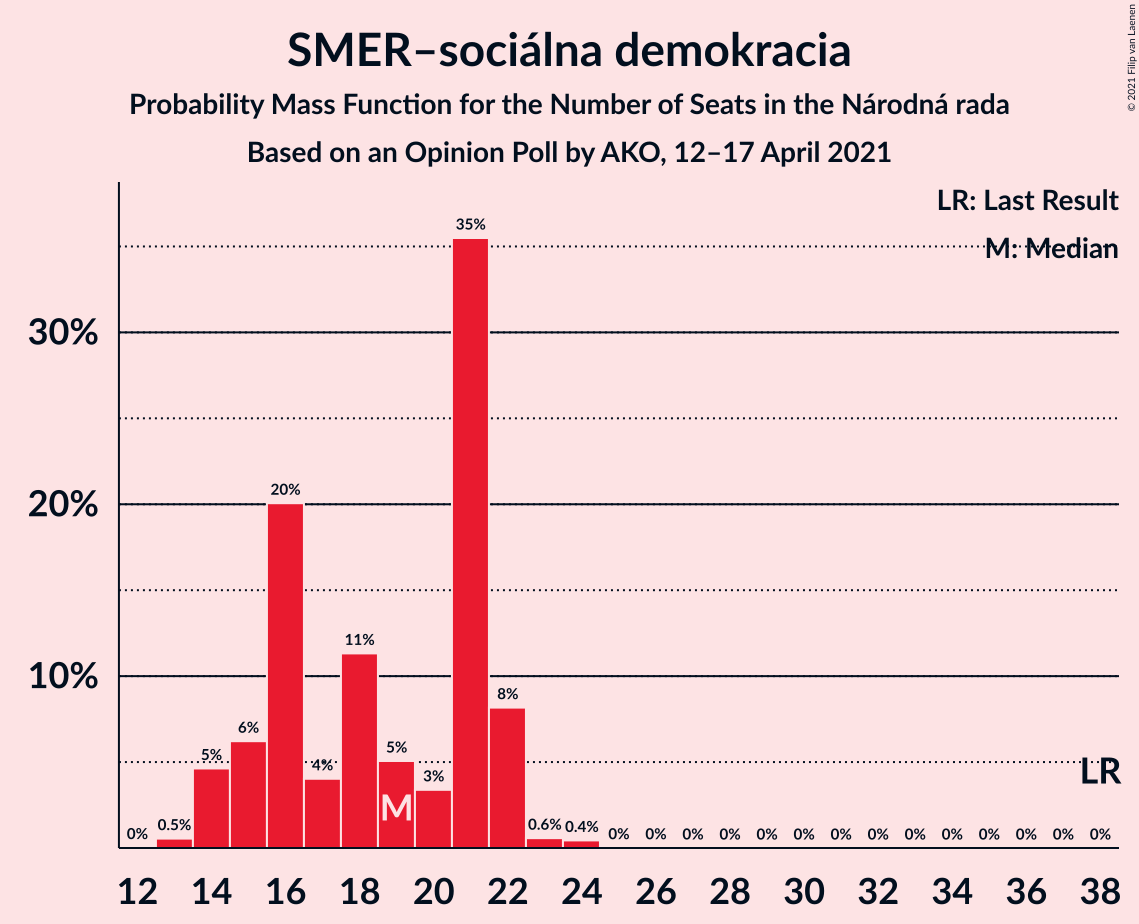 © 2021 Filip van Laenen
SMER–sociálna demokracia
Probability Mass Function for the Number of Seats in the Národná rada
Based on an Opinion Poll by AKO, 12–17 April 2021
LR: Last Result
M: Median
30%
20%
10%
0% 0.5% 5% 6% 20% 4% 11% 5% 3% 35% 8% 0.6% 0.4% 0% 0% 0% 0% 0% 0% 0% 0% 0% 0% 0% 0% 0% 0%
M
LR
12 14 16 18 20 22 24 26 28 30 32 34 36 38